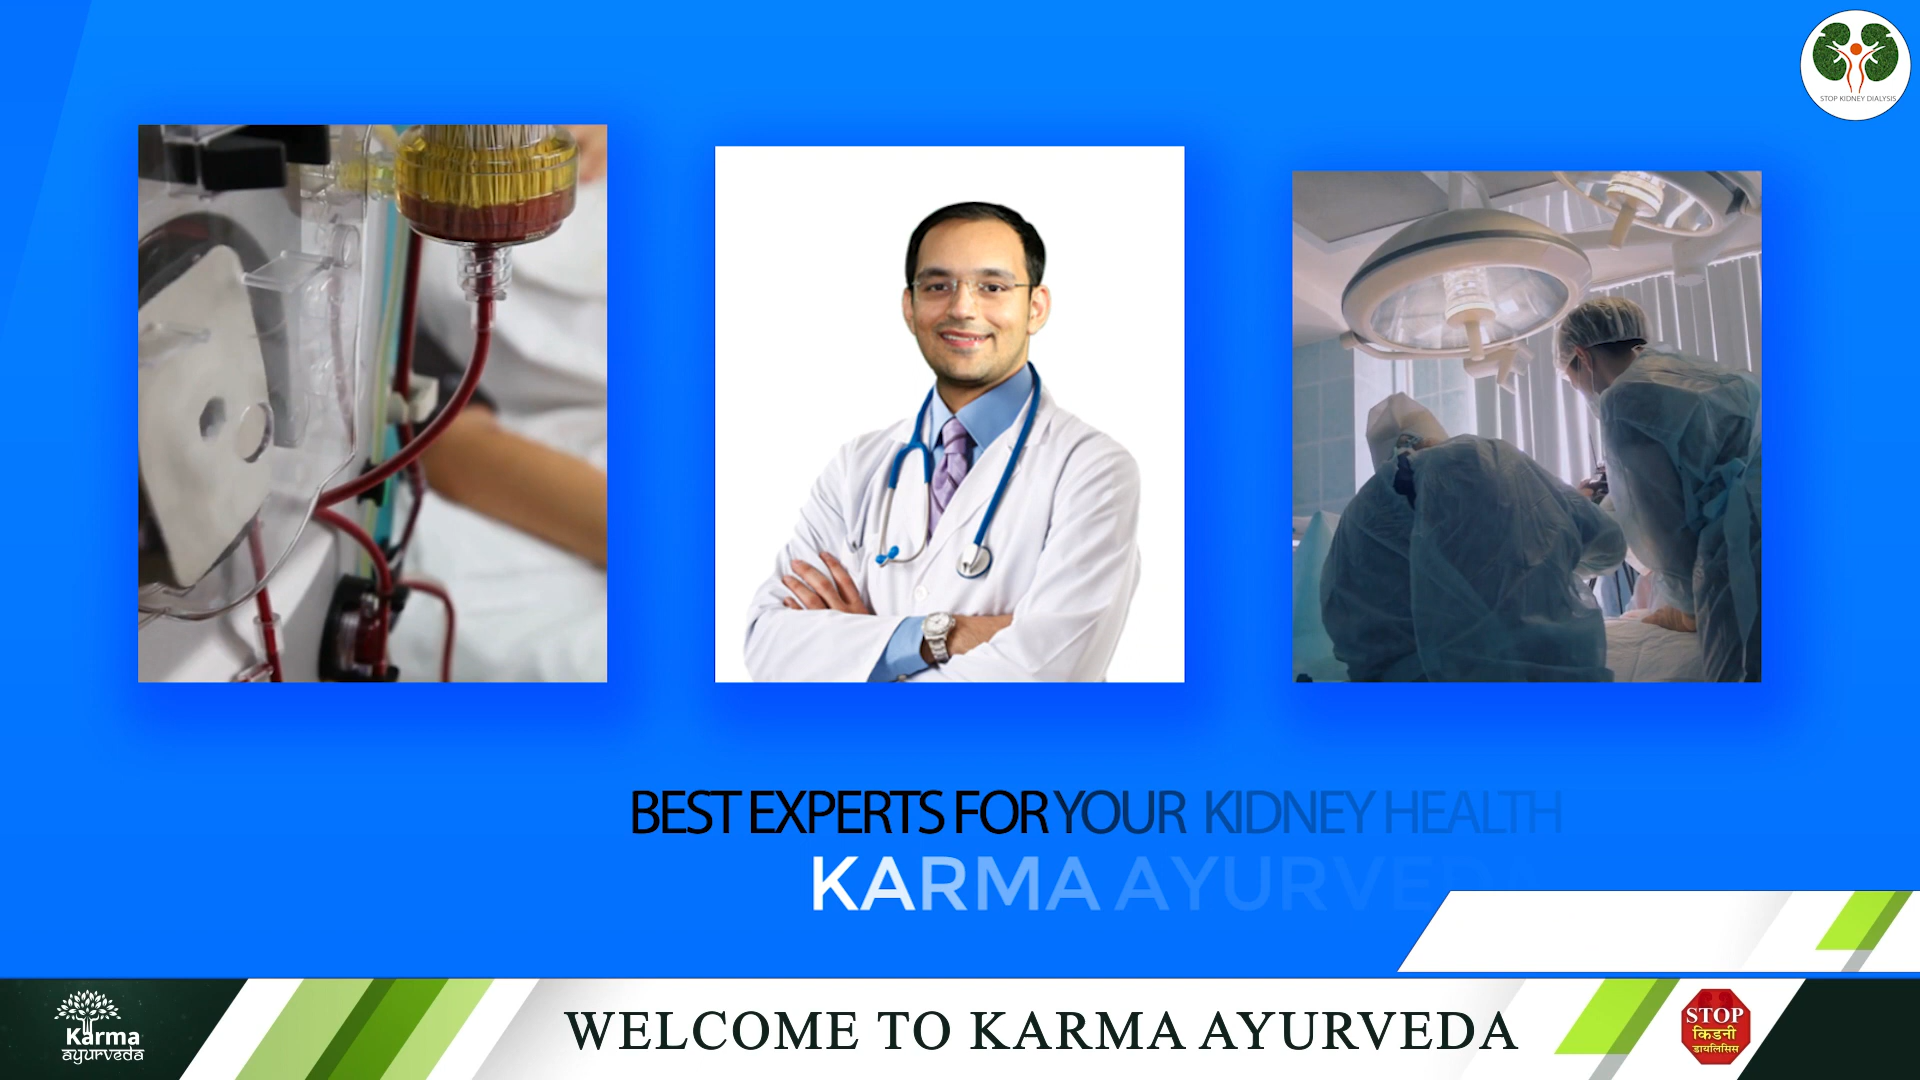 STOP KIDNEY DIALYSIS
BEST EXPERTS FOR YOUR KIDNEY HEALTH
KARMA AYURVEDA
Karma
ayurveda
WELCOME TO KARMA AYURVEDA
STOP
किडनी
डायलिसिस